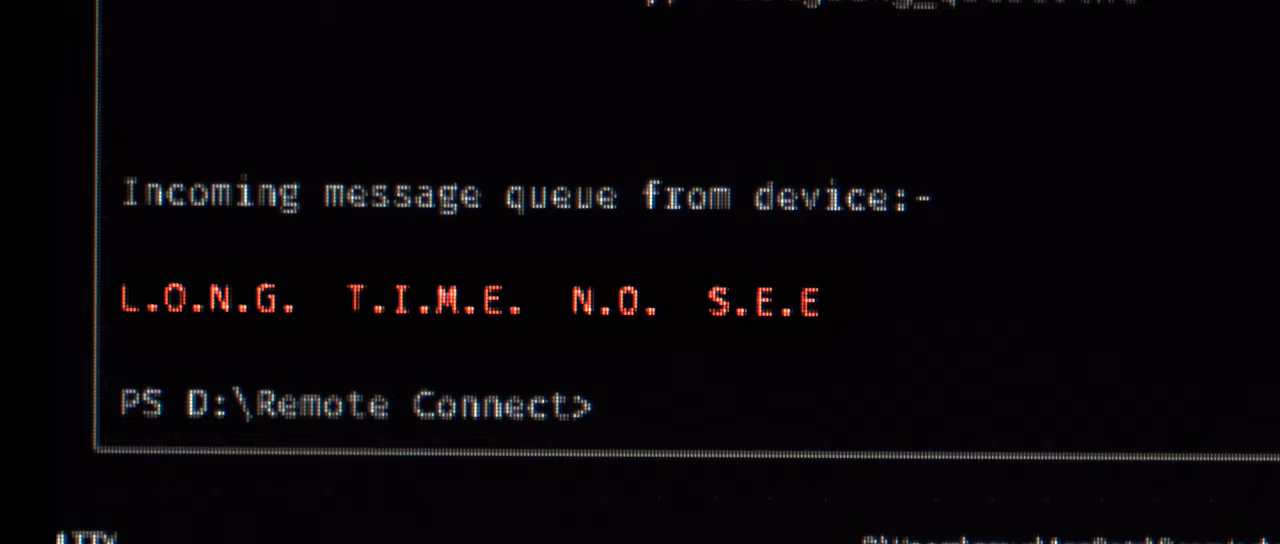 Incoming message queue from device:-
L.O.N.G. T.I.M.E. N.O. S.E.E
PS D:\Remote Connect>